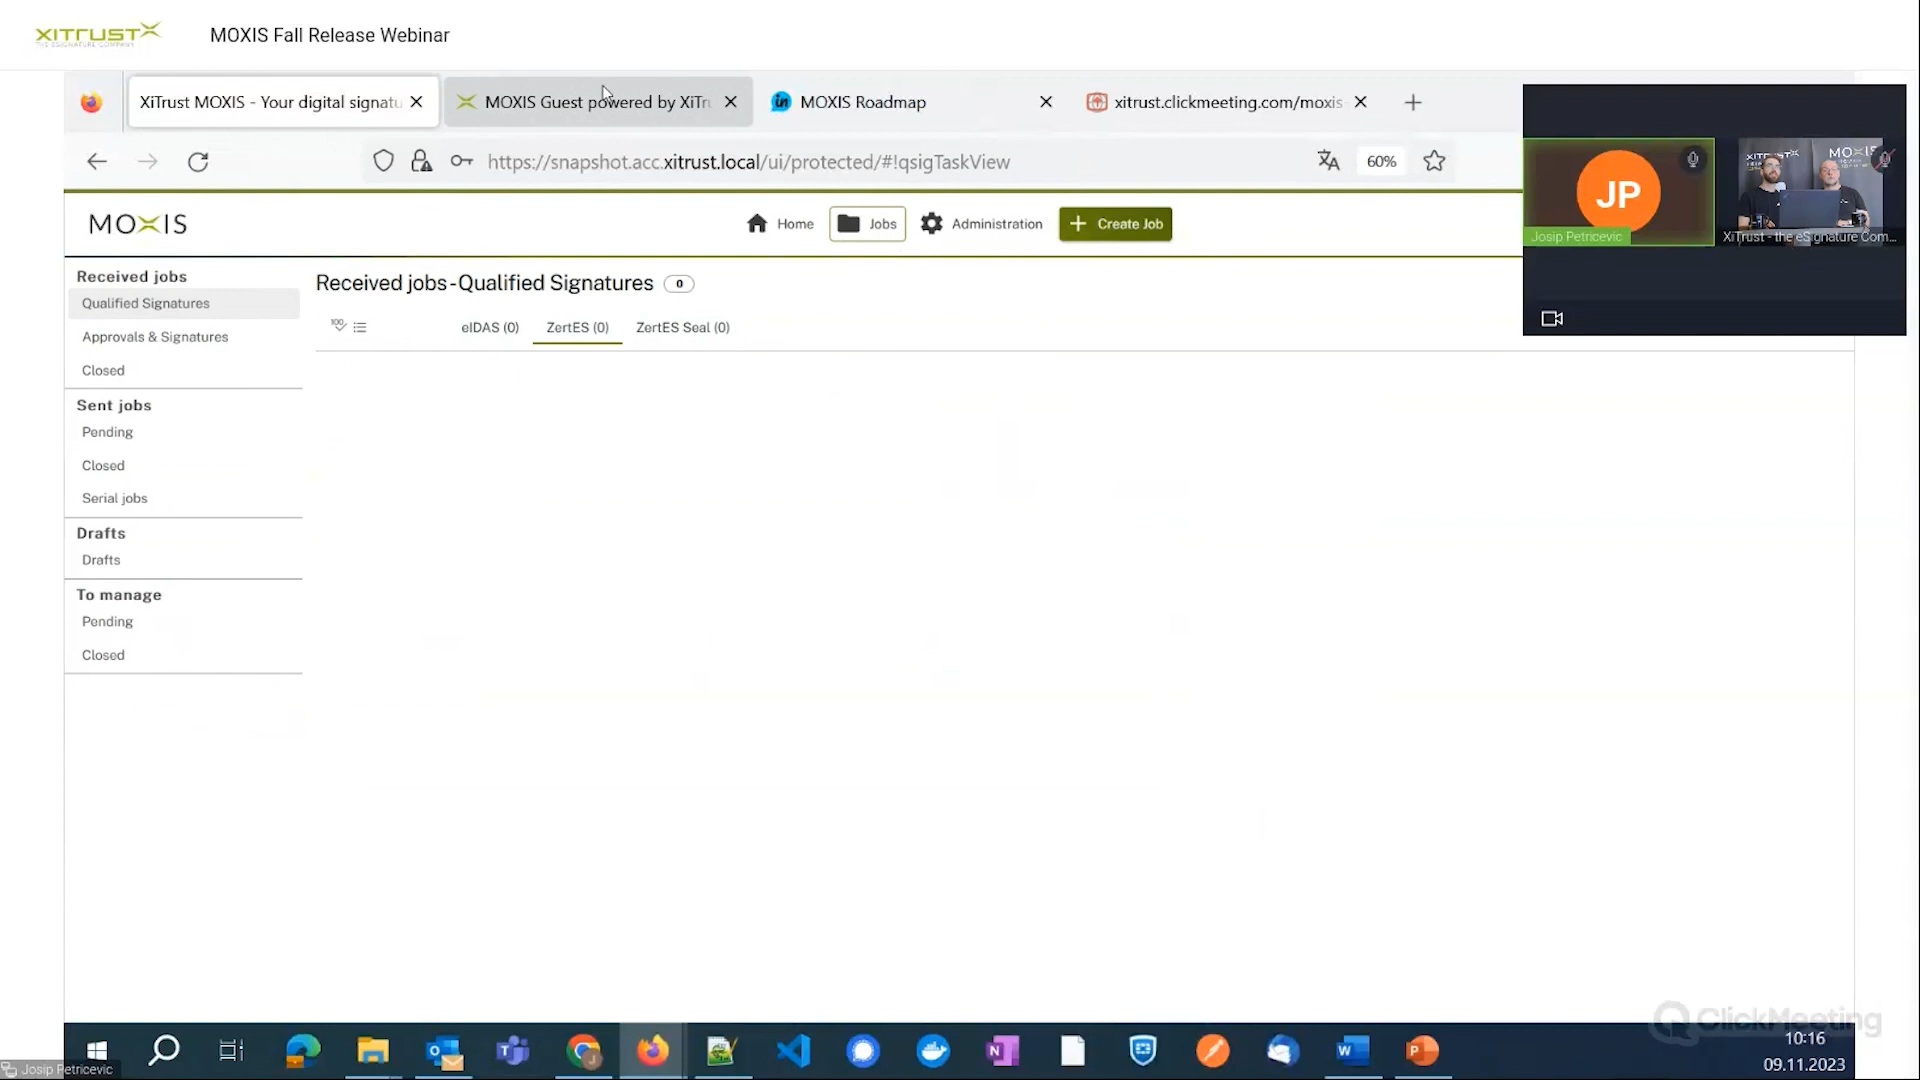 XITRUST
THE ESIGNATURE COMPANY
MOXIS Fall Release Webinar
XiTrust MOXIS - Your digital signatu
MOXIS Guest powered by XiTru
MOXIS Roadmap
xitrust.clickmeeting.com/moxis
https://snapshot.acc.xitrust.local/ui/protected/#!qsigTaskView
60%
MOXIS
Home
Jobs
Administration
Create Job
JP
Josip Petricevic
XiTrust - the eSignature Com...
Received jobs
Qualified Signatures
Approvals & Signatures
Closed
Sent jobs
Pending
Closed
Serial jobs
Drafts
Drafts
To manage
Pending
Closed
Received jobs - Qualified Signatures 0
eIDAS (0)
ZertES (0)
ZertES Seal (0)
ClickMeeting
10:16
09.11.2023
Josip Petricevic